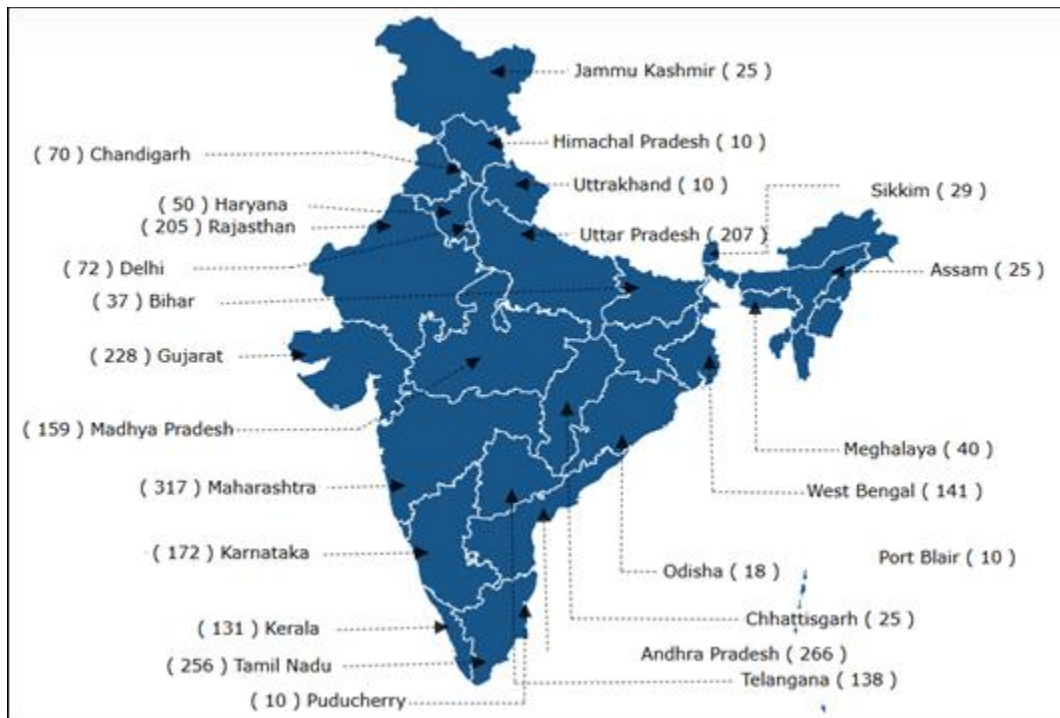 Jammu Kashmir ( 25 )
Himachal Pradesh ( 10 )
( 70 ) Chandigarh
Uttrakhand ( 10 )
Sikkim ( 29 )
( 50 ) Haryana
( 205 ) Rajasthan
Uttar Pradesh ( 207 )
( 72 ) Delhi
Assam ( 25 )
( 37 ) Bihar
( 228 ) Gujarat
( 159 ) Madhya Pradesh
Meghalaya ( 40 )
( 317 ) Maharashtra
West Bengal ( 141 )
( 172 ) Karnataka
Port Blair ( 10 )
Odisha ( 18 )
Chhattisgarh ( 25 )
( 131 ) Kerala
Andhra Pradesh ( 266 )
( 256 ) Tamil Nadu
Telangana ( 138 )
( 10 ) Puducherry